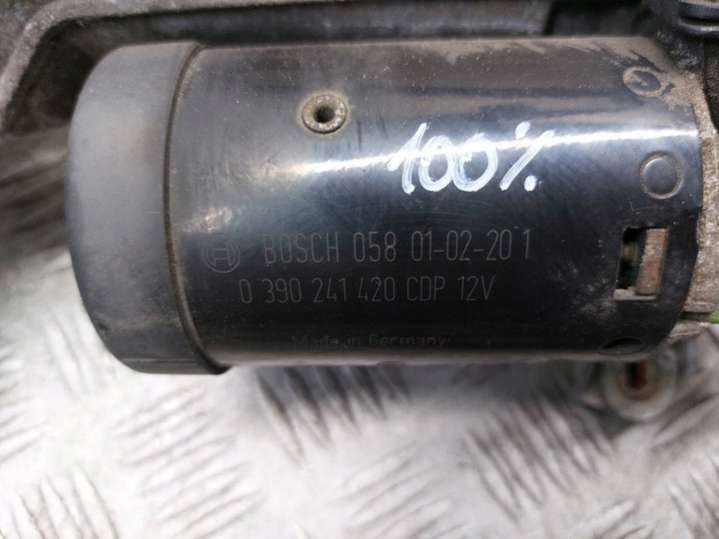 100%
BOSCH 058 01-02-20 1
0 390 241 420 CDP 12V
Made in Germany